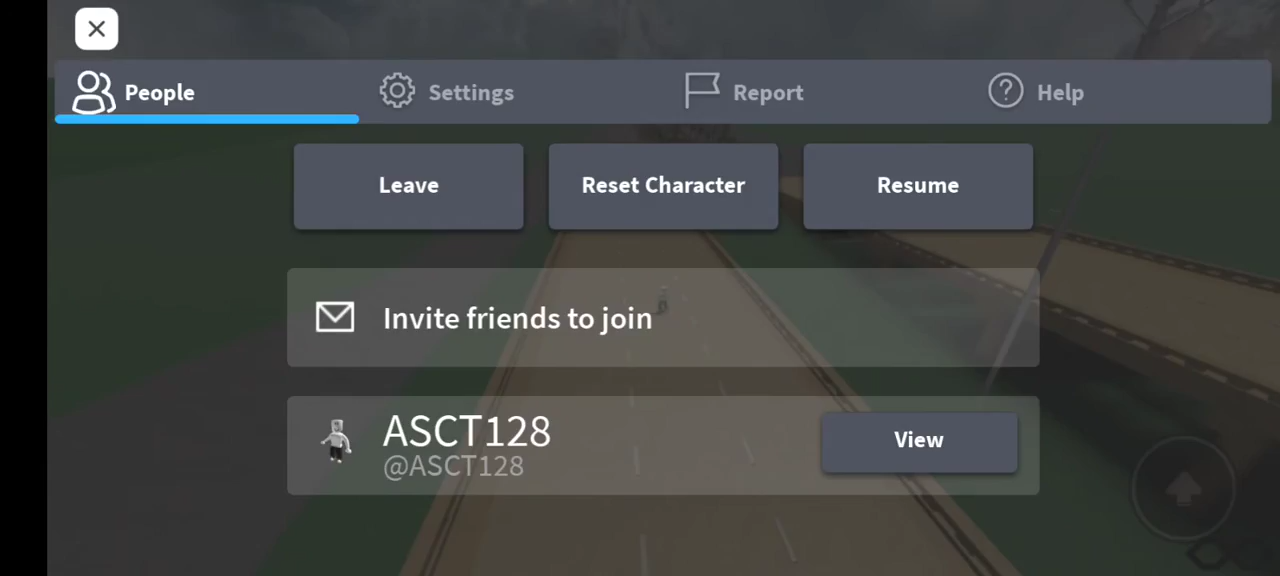 People
Settings
Report
Help
Leave
Reset Character
Resume
Invite friends to join
ASCT128
@ASCT128
View